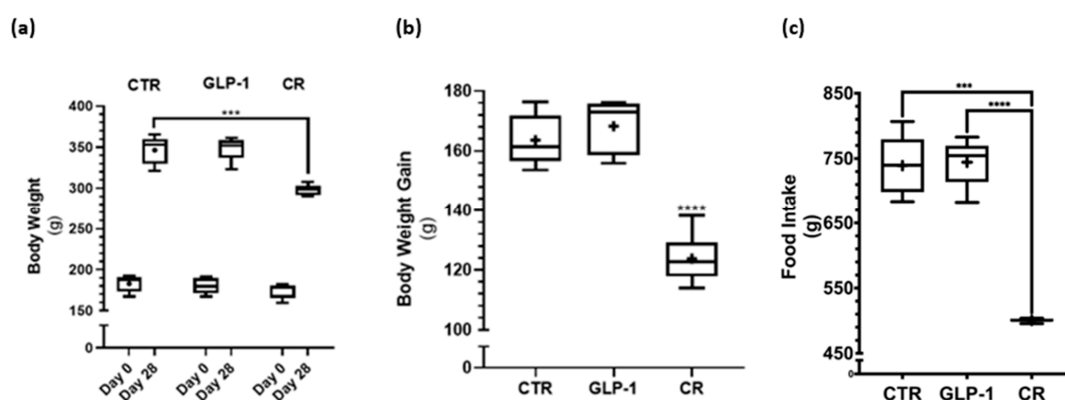 (a)
CTR GLP-1 CR
***
400
350
300
250
200
150
0
Body Weight
(g)
Day 0 Day 28 Day 0 Day 28 Day 0 Day 28
(b)
180
160
140
120
100
0
Body Weight Gain
(g)
****
CTR GLP-1 CR
(c)
850
750
650
550
450
0
Food Intake
(g)
***
****
CTR GLP-1 CR